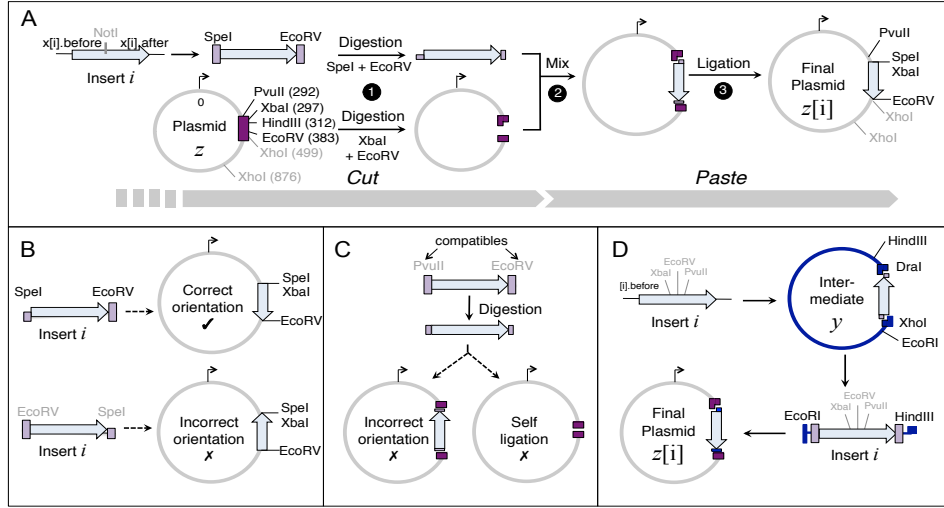 A
NotI
x[i].before
x[i].after
Insert i
SpeI
EcoRV
Digestion
SpeI + EcoRV
1
0
Plasmid
z
PvuII (292)
XbaI (297)
HindIII (312)
EcoRV (383)
XhoI (499)
XhoI (876)
Digestion
XbaI
+ EcoRV
Mix
2
Ligation
3
Final
Plasmid
z[i]
PvuII
SpeI
XbaI
EcoRV
XhoI
XhoI
Cut
Paste
B
SpeI
EcoRV
Insert i
Correct
orientation
✓
SpeI
XbaI
EcoRV
EcoRV
SpeI
Insert i
Incorrect
orientation
✗
SpeI
XbaI
EcoRV
C
compatibles
PvuII
EcoRV
Digestion
Incorrect
orientation
✗
Self
ligation
✗
D
[i].before
EcoRV
XbaI
PvuII
Insert i
Inter-
mediate
y
HindIII
DraI
XhoI
EcoRI
Final
Plasmid
z[i]
EcoRI
EcoRV
XbaI
PvuII
HindIII
Insert i